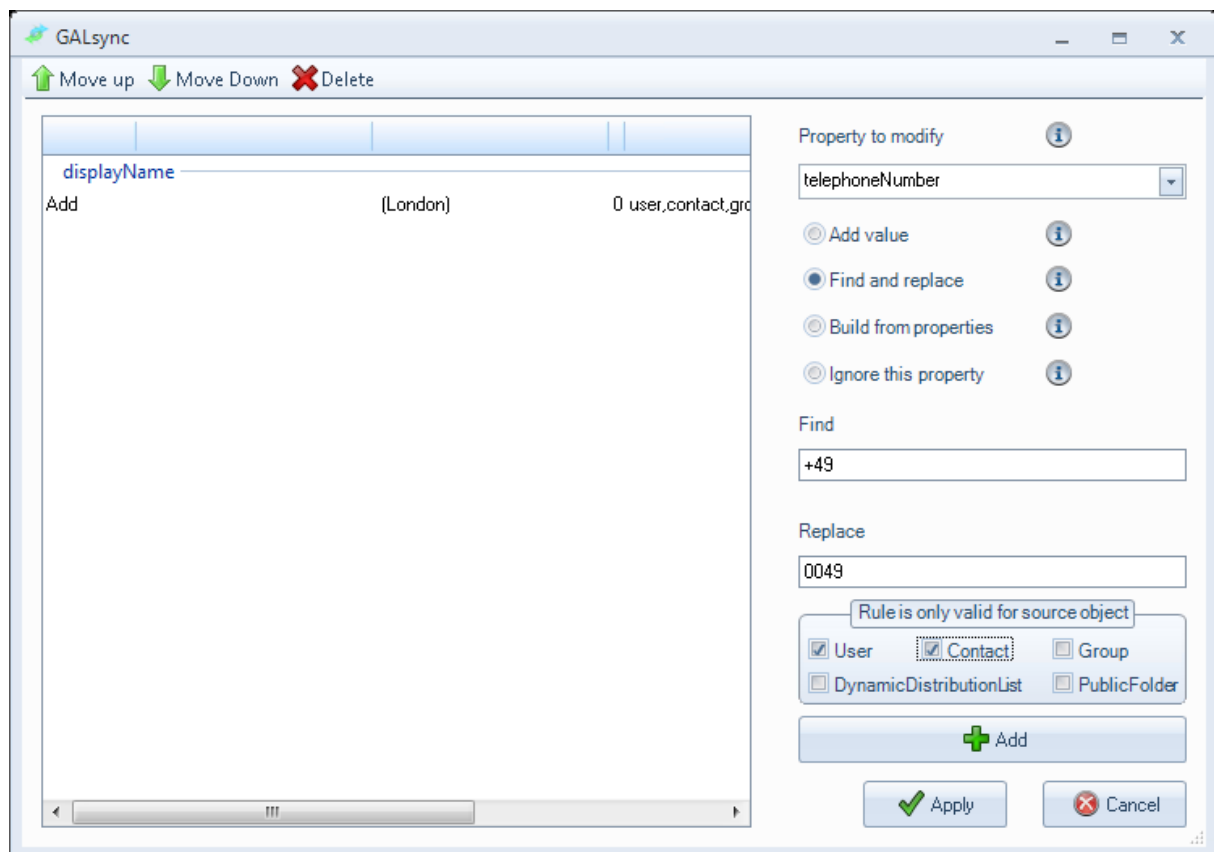 GALsync
Move up Move Down Delete
displayName
Add (London) 0 user,contact,gro
Property to modify
telephoneNumber
Add value
Find and replace
Build from properties
Ignore this property
Find
+49
Replace
0049
Rule is only valid for source object
User Contact Group
DynamicDistributionList PublicFolder
Add
Apply Cancel